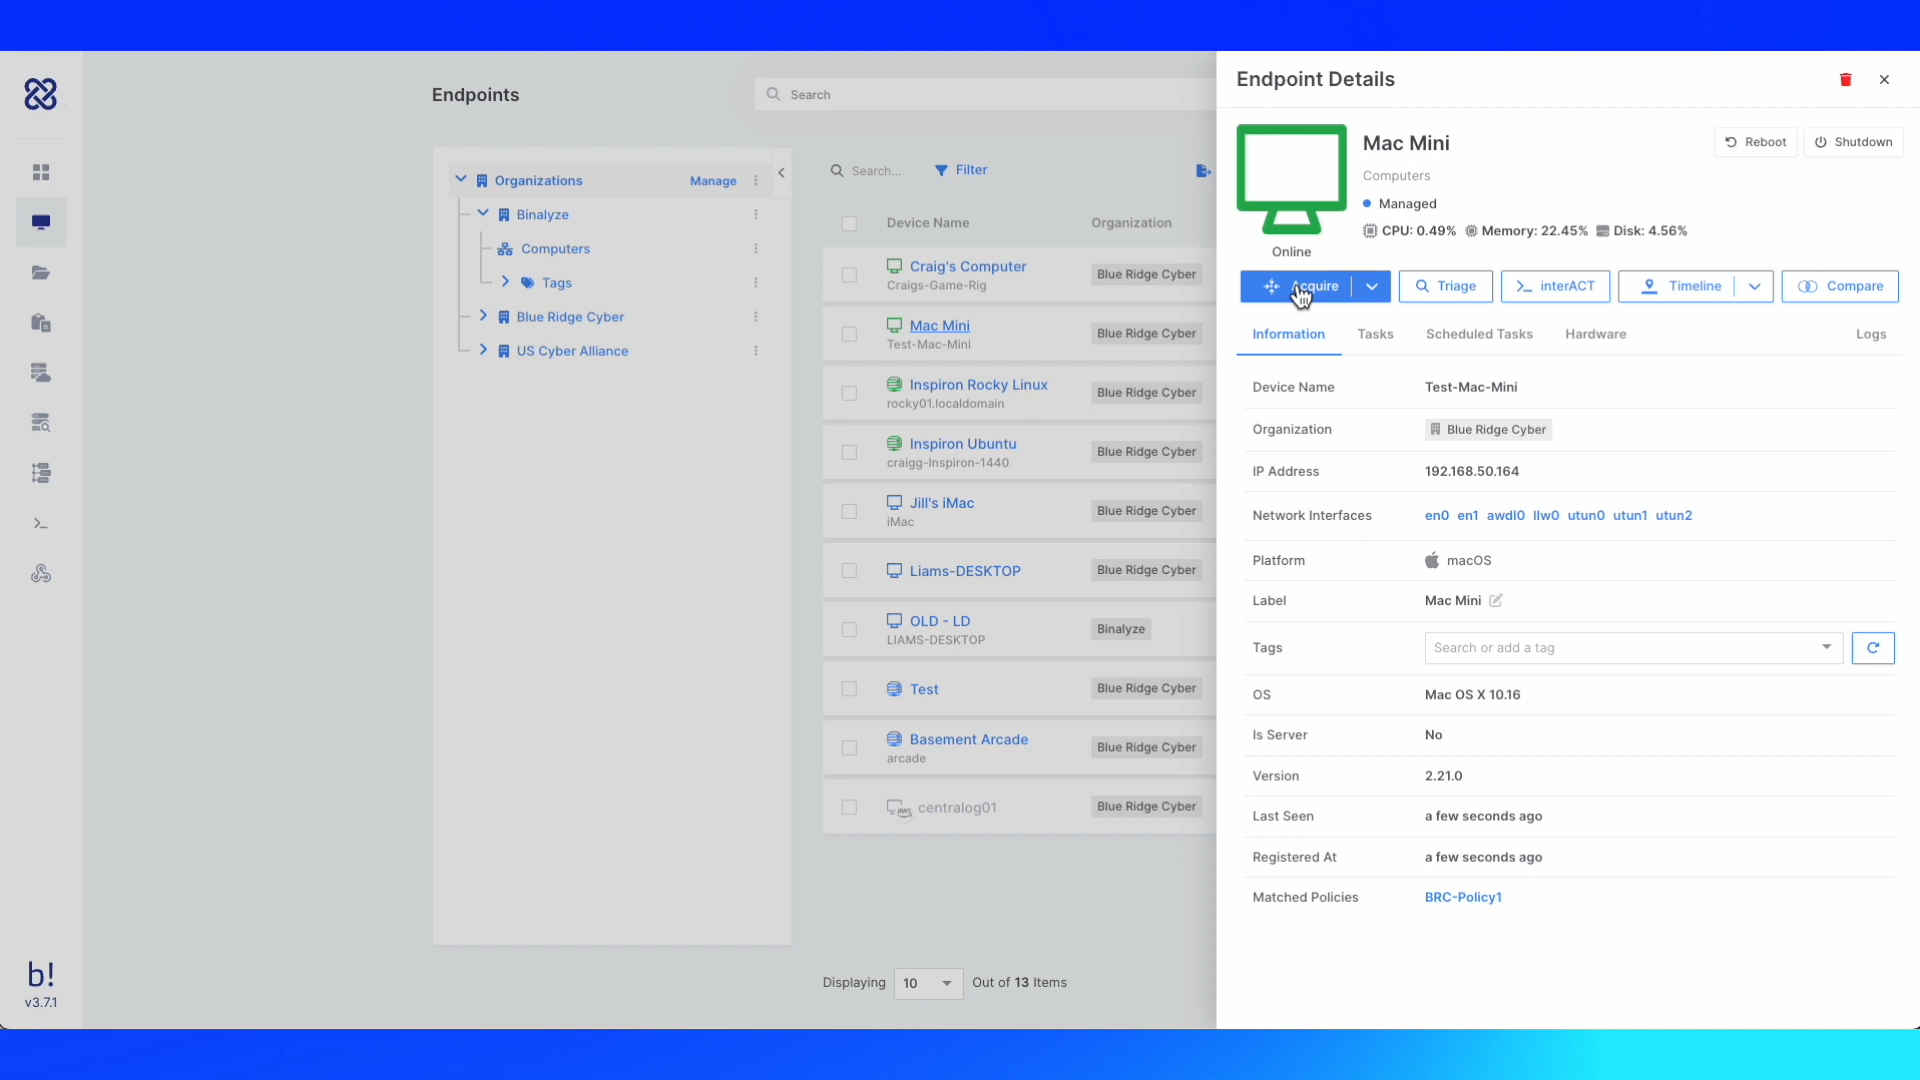 Endpoints
Search
Organizations
Manage
Binalyze
Computers
Tags
Blue Ridge Cyber
US Cyber Alliance
b!
v3.7.1
Search...
Filter
Device Name
Organization
Craig's Computer
Craigs-Game-Rig
Blue Ridge Cyber
Mac Mini
Test-Mac-Mini
Blue Ridge Cyber
Inspiron Rocky Linux
rocky01.localdomain
Blue Ridge Cyber
Inspiron Ubuntu
craigg-Inspiron-1440
Blue Ridge Cyber
Jill's iMac
iMac
Blue Ridge Cyber
Liams-DESKTOP
Blue Ridge Cyber
OLD - LD
LIAMS-DESKTOP
Binalyze
Test
Blue Ridge Cyber
Basement Arcade
arcade
Blue Ridge Cyber
aws
centralog01
Blue Ridge Cyber
Displaying 10 Out of 13 Items
Endpoint Details
Mac Mini
Reboot
Shutdown
Computers
Managed
CPU: 0.49% Memory: 22.45% Disk: 4.56%
Online
Acquire
Triage
interACT
Timeline
Compare
Information
Tasks
Scheduled Tasks
Hardware
Logs
Device Name Test-Mac-Mini
Organization Blue Ridge Cyber
IP Address 192.168.50.164
Network Interfaces en0 en1 awdl0 llw0 utun0 utun1 utun2
Platform macOS
Label Mac Mini
Tags Search or add a tag
OS Mac OS X 10.16
Is Server No
Version 2.21.0
Last Seen a few seconds ago
Registered At a few seconds ago
Matched Policies BRC-Policy1